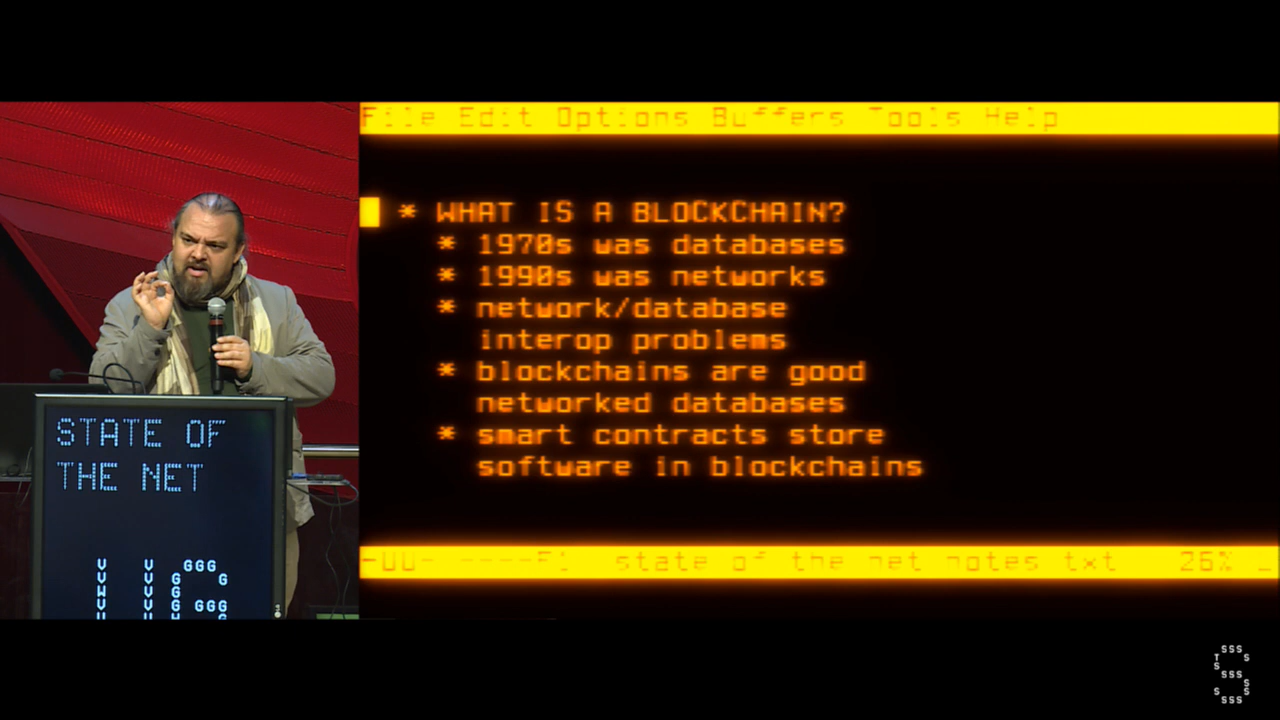 File Edit Options Buffers Tools Help
* WHAT IS A BLOCKCHAIN?
* 1970s was databases
* 1990s was networks
* network/database
interop problems
* blockchains are good
networked databases
* smart contracts store
software in blockchains
-UU- ----F1 state of the net notes txt 26%
STATE OF
THE NET